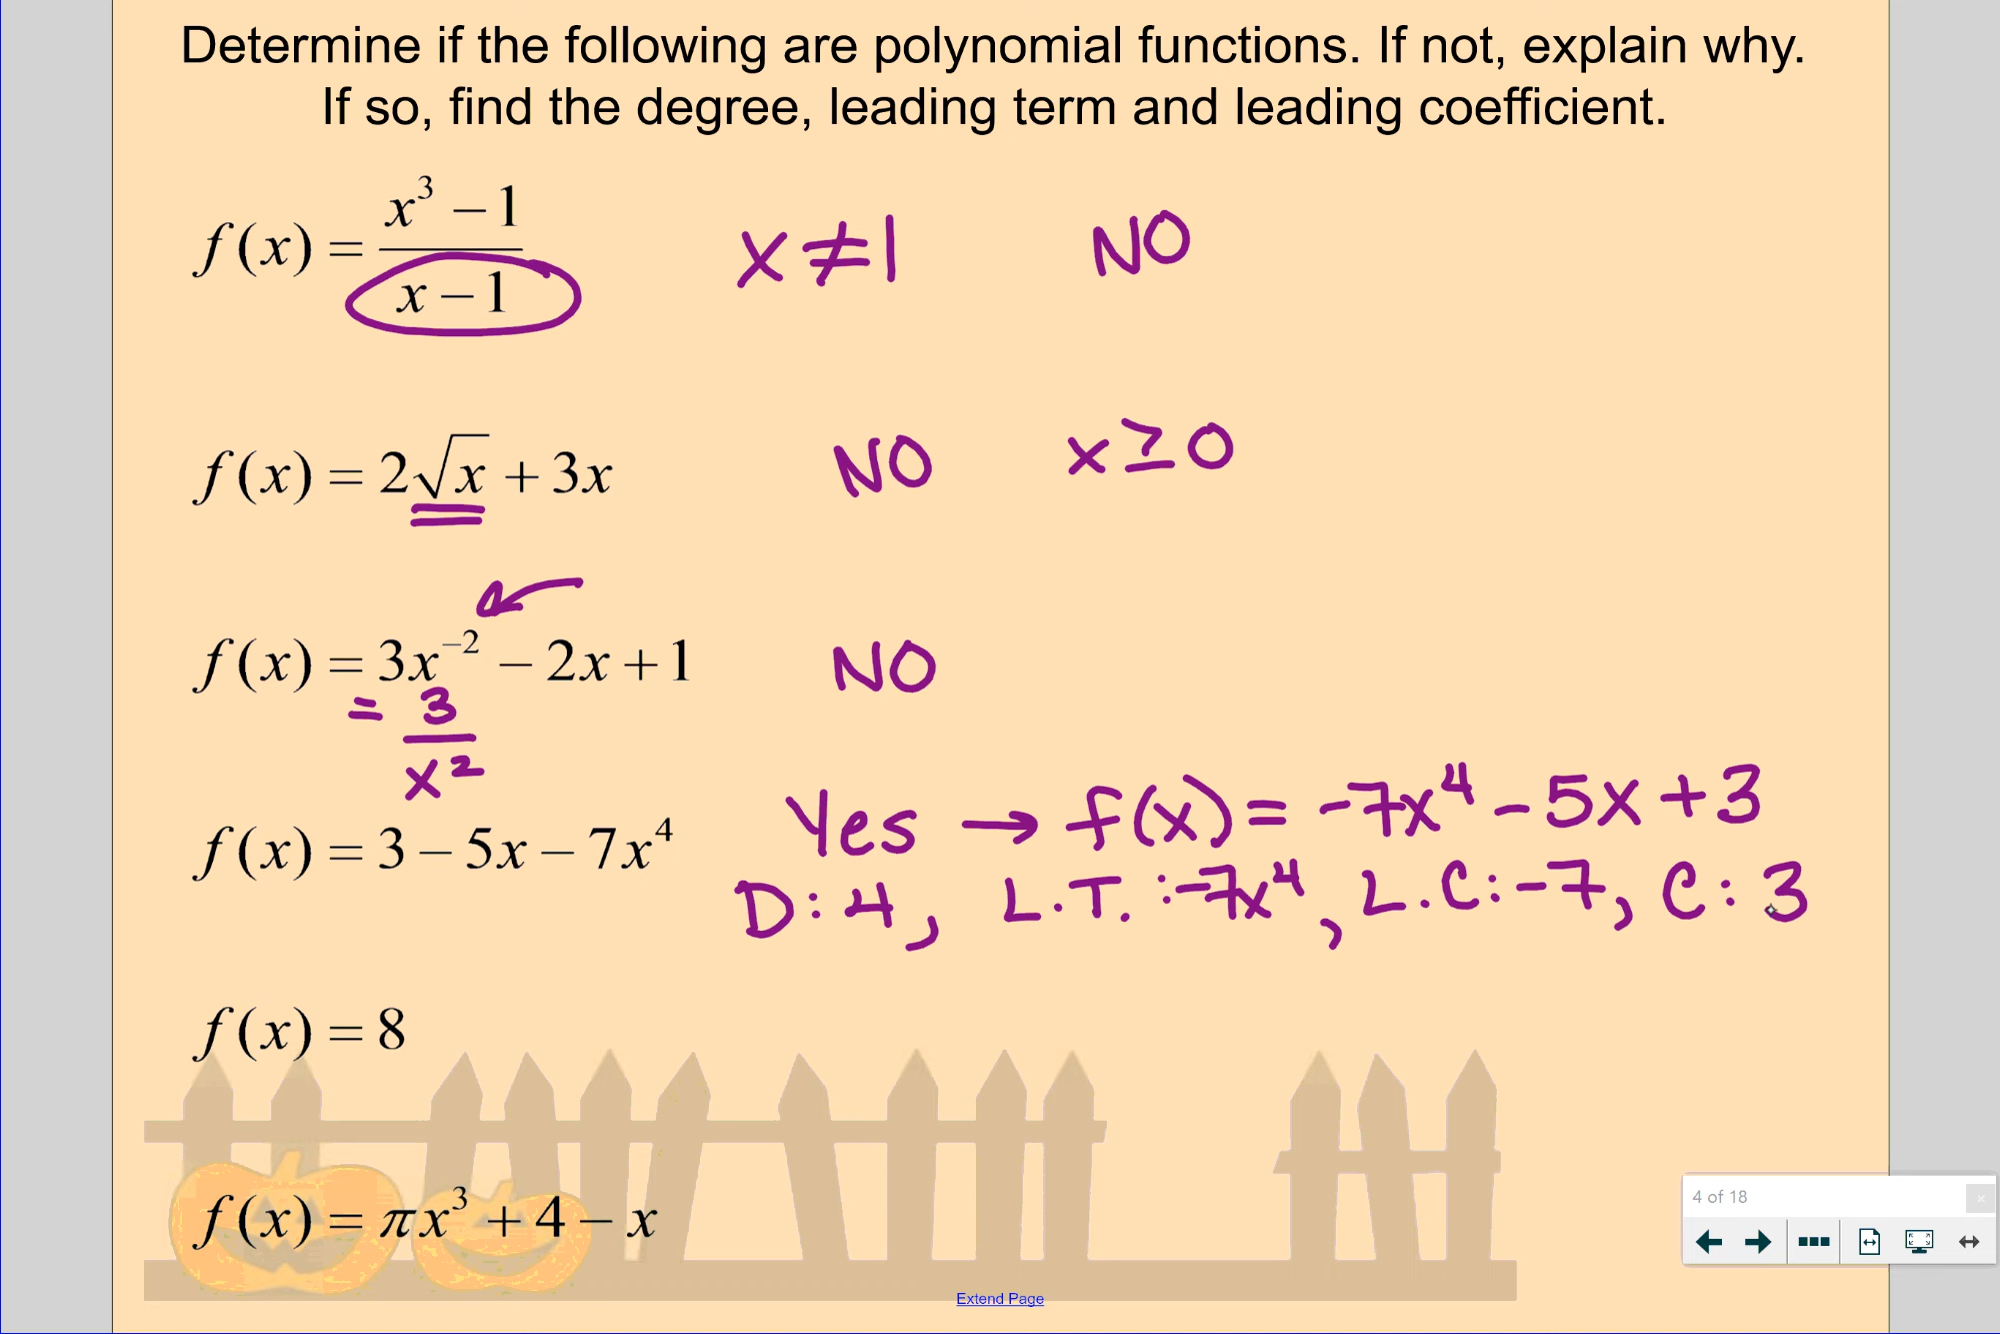 Determine if the following are polynomial functions. If not, explain why.
If so, find the degree, leading term and leading coefficient.
f(x) = (x³ − 1)/(x − 1) x ≠ 1 NO
f(x) = 2√x + 3x NO x ≥ 0
f(x) = 3x⁻² − 2x + 1 NO
= 3/x²
f(x) = 3 − 5x − 7x⁴ Yes → f(x) = -7x⁴ - 5x + 3
D: 4, L.T. : -7x⁴, L.C: -7, C: 3
f(x) = 8
f(x) = πx³ + 4 − x
4 of 18
Extend Page